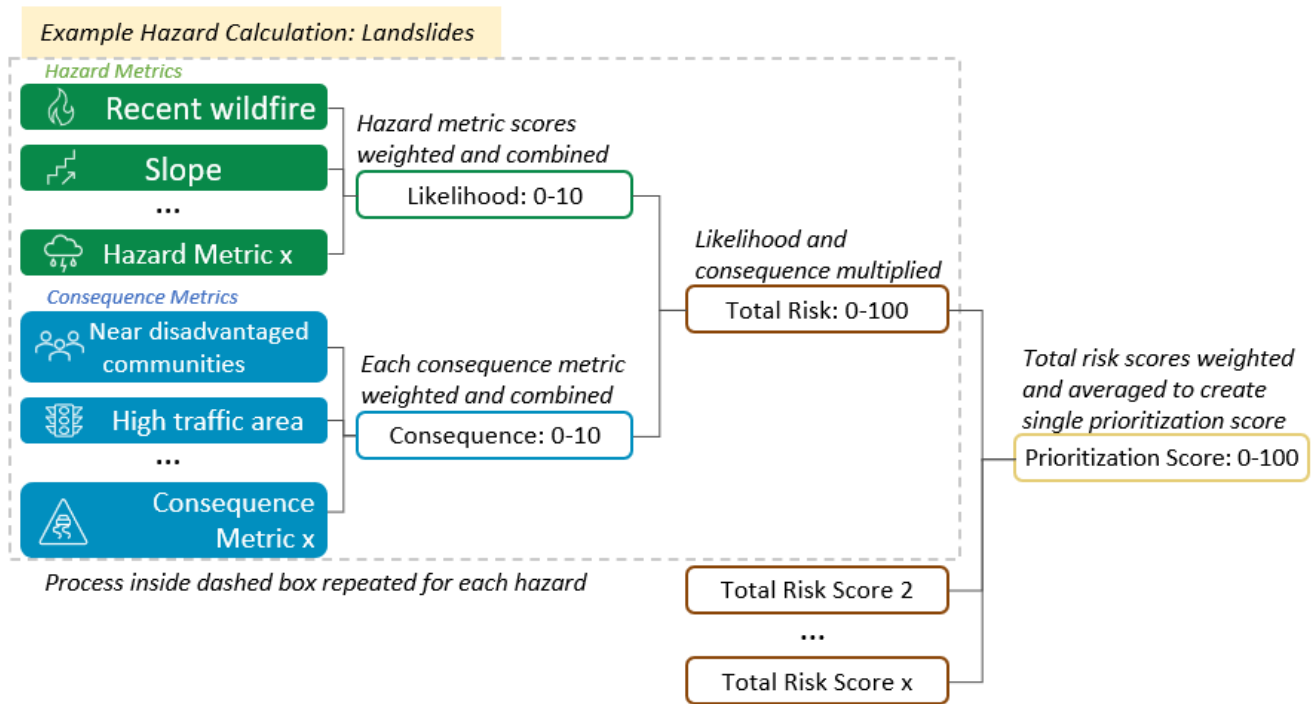 Example Hazard Calculation: Landslides
Hazard Metrics
Recent wildfire
Slope
...
Hazard Metric x
Hazard metric scores
weighted and combined
Likelihood: 0-10
Consequence Metrics
Near disadvantaged
communities
High traffic area
...
Consequence
Metric x
Each consequence metric
weighted and combined
Consequence: 0-10
Likelihood and
consequence multiplied
Total Risk: 0-100
Process inside dashed box repeated for each hazard
Total Risk Score 2
...
Total Risk Score x
Total risk scores weighted
and averaged to create
single prioritization score
Prioritization Score: 0-100